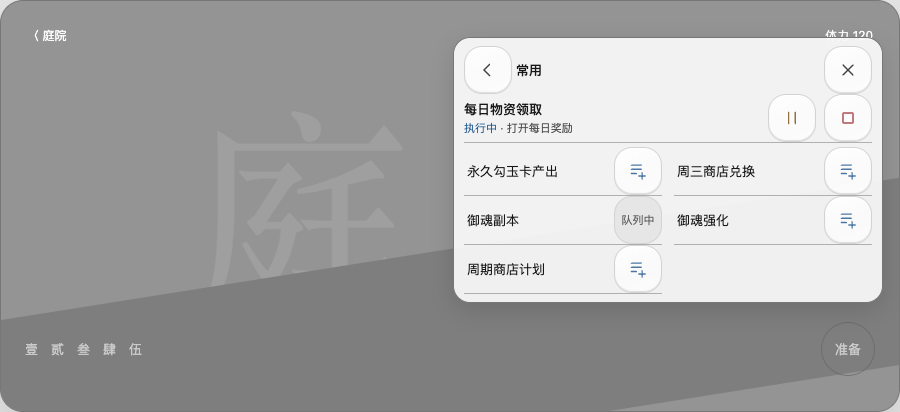 〈 庭院
体力 120
常用
每日物资领取
执行中 · 打开每日奖励
永久勾玉卡产出
周三商店兑换
御魂副本
队列中
御魂强化
周期商店计划
庭
壹 贰 叁 肆 伍
准备